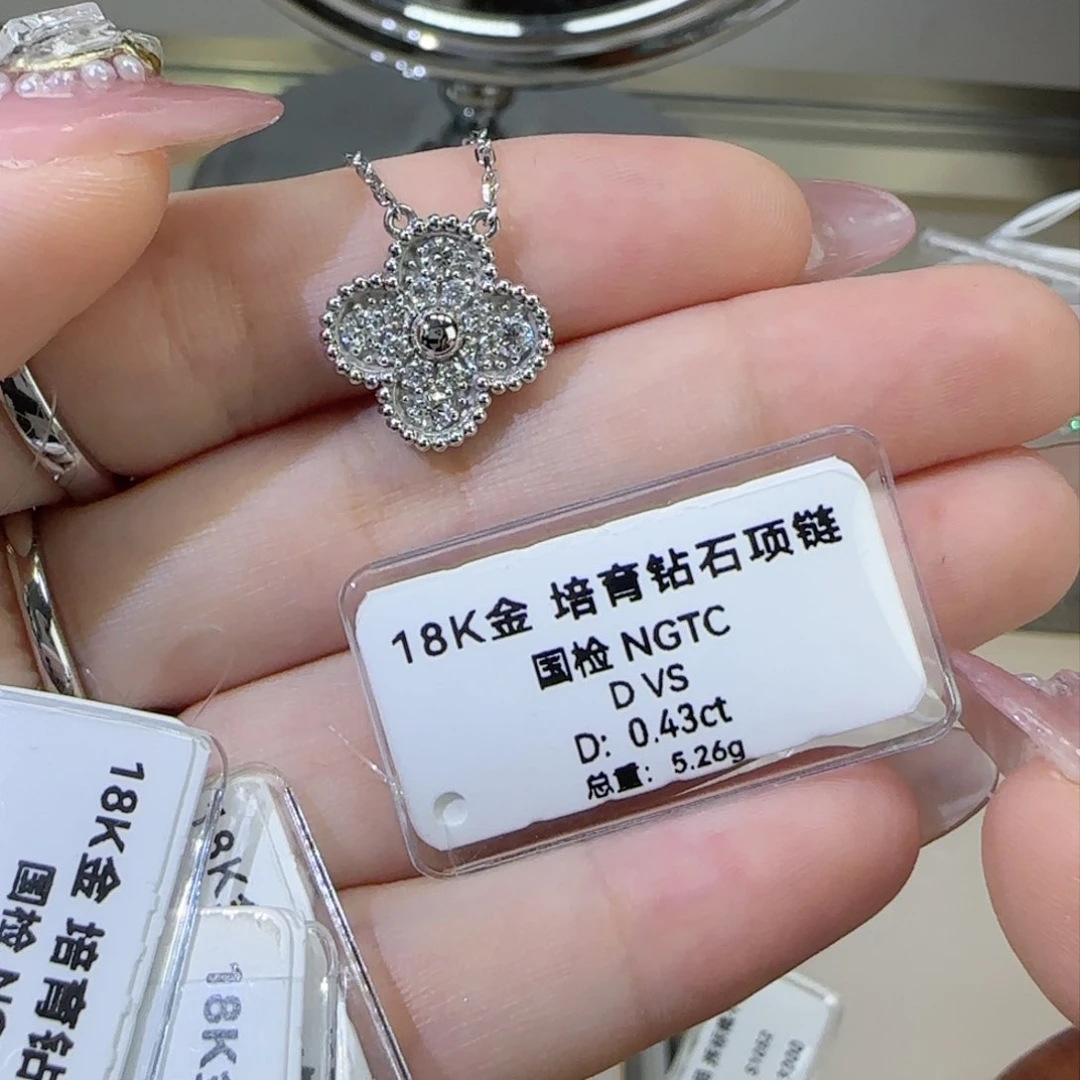 18K金 培育钻石项链
国检 NGTC
D VS
D: 0.43ct
总重: 5.26g
18K金 培育钻
国检 N
18K
18K